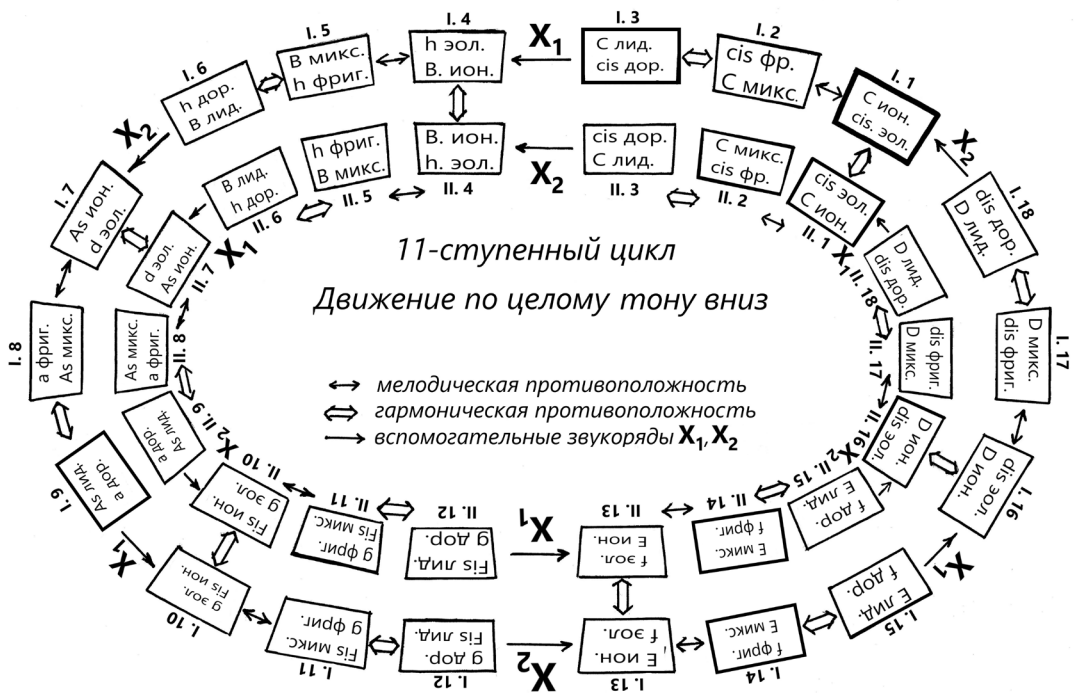 I. 4
h эол.
В. ион.
X₁
I. 3
С лид.
cis дор.
I. 2
cis фр.
С микс.
I. 1
С ион.
cis. эол.
X₂
I. 18
dis дор.
D лид.
I. 17
D микс.
dis фриг.
I. 16
dis эол.
D ион.
X₁
I. 15
Е лид.
f дор.
I. 14
f фриг.
Е микс.
I. 13
Е ион.
f эол.
X₂
I. 12
g дор.
Fis лид.
I. 11
Fis микс.
g фриг.
I. 10
g эол.
Fis ион.
X₁
I. 9
As лид.
а дор.
I. 8
а фриг.
As микс.
I. 7
As ион.
d эол.
X₂
I. 6
h дор.
В лид.
I. 5
В микс.
h фриг.
В. ион.
h. эол.
II. 4
X₂
cis дор.
С лид.
II. 3
С микс.
cis фр.
II. 2
cis эол.
С ион.
II. 1
X₁
D лид.
dis дор.
II. 18
dis фриг.
D микс.
II. 17
D ион.
dis эол.
II. 16
X₂
f дор.
Е лид.
II. 15
Е микс.
f фриг.
II. 14
f эол.
Е ион.
II. 13
X₁
Fis лид.
g дор.
II. 12
g фриг.
Fis микс.
II. 11
Fis ион.
g эол.
II. 10
X₂
As лид.
а дор.
II. 9
As микс.
а фриг.
II. 8
d эол.
As ион.
II. 7
X₁
В лид.
h дор.
II. 6
h фриг.
В микс.
II. 5
11-ступенный цикл
Движение по целому тону вниз
мелодическая противоположность
гармоническая противоположность
вспомогательные звукоряды X₁, X₂